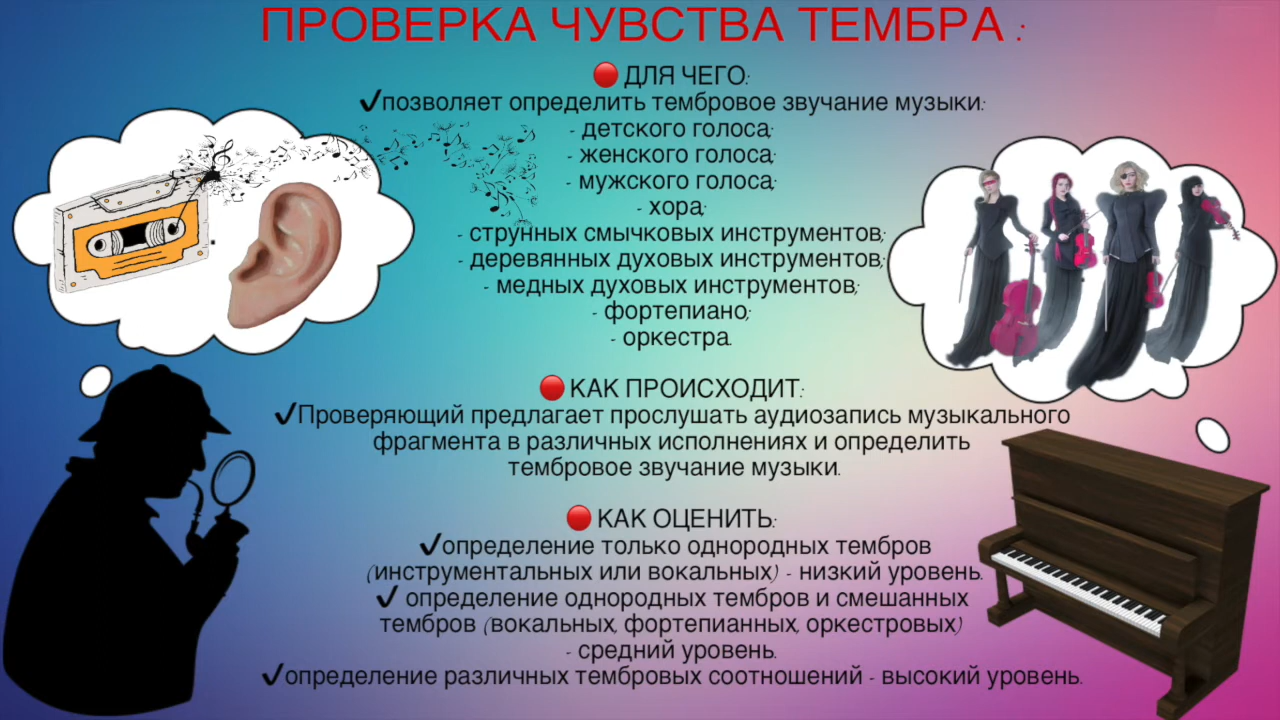 ПРОВЕРКА ЧУВСТВА ТЕМБРА :
🔴 ДЛЯ ЧЕГО:
✔позволяет определить тембровое звучание музыки:
- детского голоса;
- женского голоса;
- мужского голоса;
- хора;
- струнных смычковых инструментов;
- деревянных духовых инструментов;
- медных духовых инструментов;
- фортепиано;
- оркестра.
🔴 КАК ПРОИСХОДИТ:
✔Проверяющий предлагает прослушать аудиозапись музыкального
фрагмента в различных исполнениях и определить
тембровое звучание музыки.
🔴 КАК ОЦЕНИТЬ:
✔определение только однородных тембров
(инструментальных или вокальных) - низкий уровень.
✔ определение однородных тембров и смешанных
тембров (вокальных, фортепианных, оркестровых)
- средний уровень.
✔определение различных тембровых соотношений - высокий уровень.